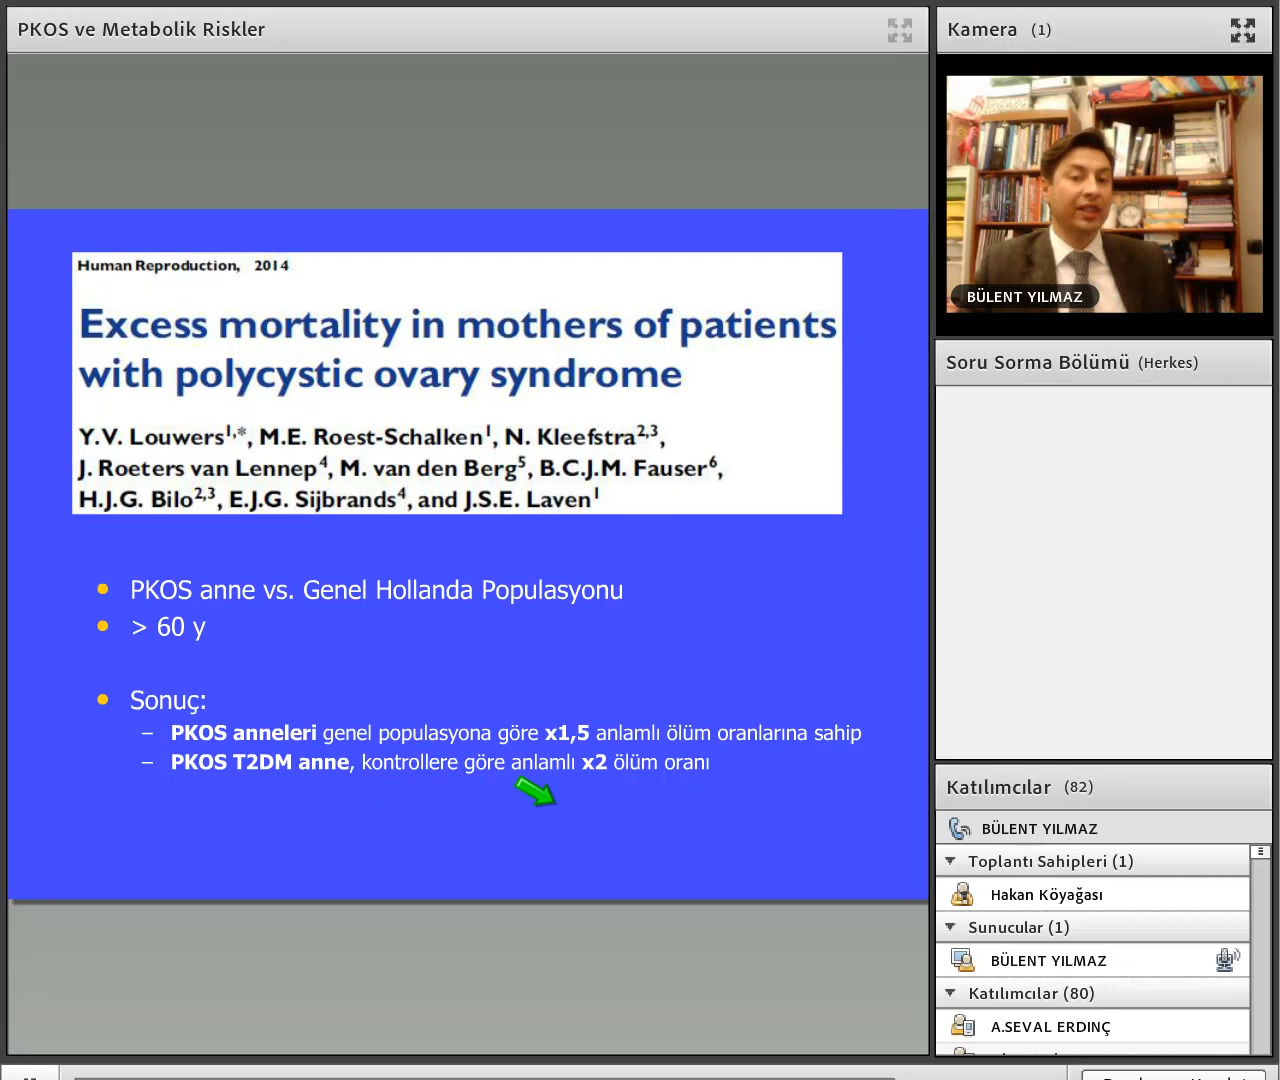 PKOS ve Metabolik Riskler
Human Reproduction, 2014
Excess mortality in mothers of patients
with polycystic ovary syndrome
Y.V. Louwers1,*, M.E. Roest-Schalken1, N. Kleefstra2,3,
J. Roeters van Lennep4, M. van den Berg5, B.C.J.M. Fauser6,
H.J.G. Bilo2,3, E.J.G. Sijbrands4, and J.S.E. Laven1
• PKOS anne vs. Genel Hollanda Populasyonu
• > 60 y
• Sonuç:
– PKOS anneleri genel populasyona göre x1,5 anlamlı ölüm oranlarına sahip
– PKOS T2DM anne, kontrollere göre anlamlı x2 ölüm oranı
Kamera (1)
BÜLENT YILMAZ
Soru Sorma Bölümü (Herkes)
Katılımcılar (82)
BÜLENT YILMAZ
Toplantı Sahipleri (1)
Hakan Köyağası
Sunucular (1)
BÜLENT YILMAZ
Katılımcılar (80)
A.SEVAL ERDINÇ